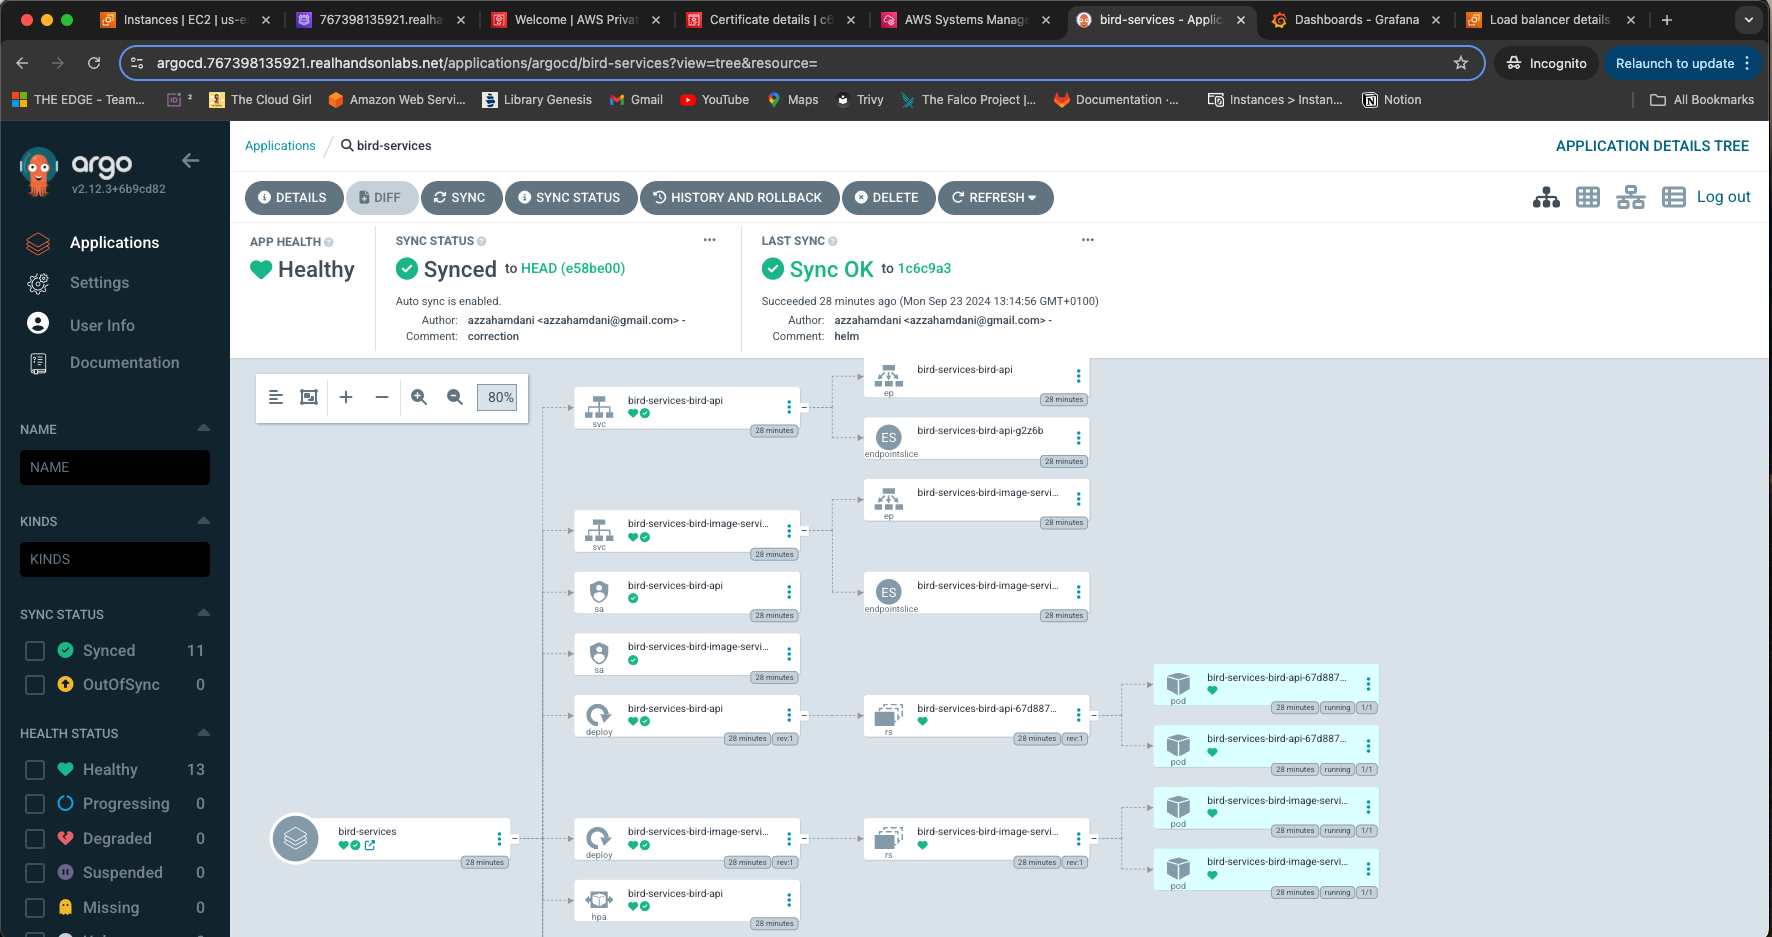 Instances | EC2 | us-ea
767398135921.realha
Welcome | AWS Privat
Certificate details | c6
AWS Systems Manage
bird-services - Applic
Dashboards - Grafana
Load balancer details
argocd.767398135921.realhandsonlabs.net/applications/argocd/bird-services?view=tree&resource=
Incognito
Relaunch to update
THE EDGE - Team...
2
The Cloud Girl
Amazon Web Servi...
Library Genesis
Gmail
YouTube
Maps
Trivy
The Falco Project |...
Documentation ·...
Instances > Instan...
Notion
All Bookmarks
argo
v2.12.3+6b9cd82
Applications
Settings
User Info
Documentation
NAME
NAME
KINDS
KINDS
SYNC STATUS
Synced 11
OutOfSync 0
HEALTH STATUS
Healthy 13
Progressing 0
Degraded 0
Suspended 0
Missing 0
Applications / bird-services
APPLICATION DETAILS TREE
DETAILS
DIFF
SYNC
SYNC STATUS
HISTORY AND ROLLBACK
DELETE
REFRESH
Log out
APP HEALTH
Healthy
SYNC STATUS
Synced to HEAD (e58be00)
Auto sync is enabled.
Author: azzahamdani <azzahamdani@gmail.com> -
Comment: correction
LAST SYNC
Sync OK to 1c6c9a3
Succeeded 28 minutes ago (Mon Sep 23 2024 13:14:56 GMT+0100)
Author: azzahamdani <azzahamdani@gmail.com> -
Comment: helm
80%
bird-services
28 minutes
svc
bird-services-bird-api
28 minutes
svc
bird-services-bird-image-servi...
28 minutes
sa
bird-services-bird-api
28 minutes
sa
bird-services-bird-image-servi...
28 minutes
deploy
bird-services-bird-api
28 minutes rev:1
deploy
bird-services-bird-image-servi...
28 minutes rev:1
hpa
bird-services-bird-api
28 minutes
ep
bird-services-bird-api
28 minutes
ES
endpointslice
bird-services-bird-api-g2z6b
28 minutes
ep
bird-services-bird-image-servi...
28 minutes
ES
endpointslice
bird-services-bird-image-servi...
28 minutes
rs
bird-services-bird-api-67d887...
28 minutes rev:1
rs
bird-services-bird-image-servi...
28 minutes rev:1
pod
bird-services-bird-api-67d887...
28 minutes running 1/1
pod
bird-services-bird-api-67d887...
28 minutes running 1/1
pod
bird-services-bird-image-servi...
28 minutes running 1/1
pod
bird-services-bird-image-servi...
28 minutes running 1/1